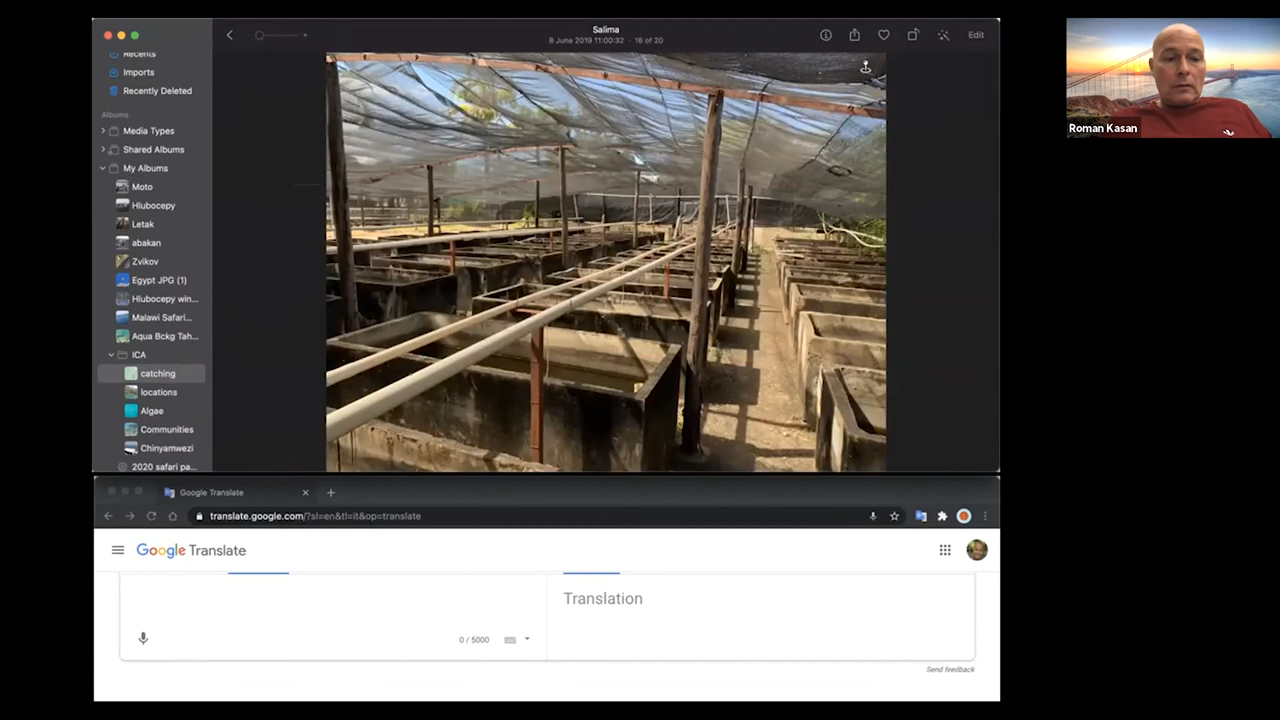 Salima
8 June 2019 11:00:32 · 16 of 20
Edit
Recents
Imports
Recently Deleted
Albums
Media Types
Shared Albums
My Albums
Moto
Hlubocepy
Letak
abakan
Zvikov
Egypt JPG (1)
Hlubocepy win...
Malawi Safari...
Aqua Bckg Tah...
ICA
catching
locations
Algae
Communities
Chinyamwezi
2020 safari pa...
Roman Kasan
Google Translate
translate.google.com/?sl=en&tl=it&op=translate
Google Translate
Translation
0 / 5000
Send feedback